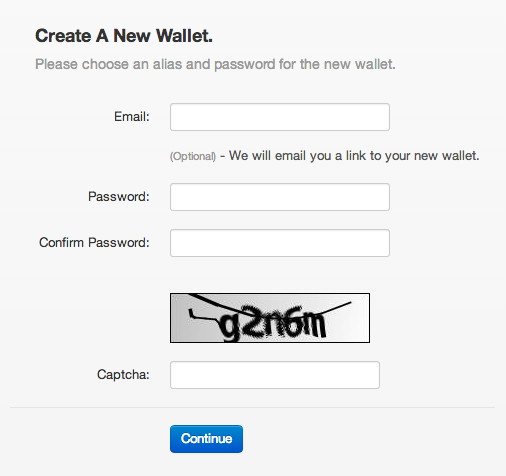 Create A New Wallet.
Please choose an alias and password for the new wallet.
Email:
(Optional) - We will email you a link to your new wallet.
Password:
Confirm Password:
g2n6m
Captcha:
Continue